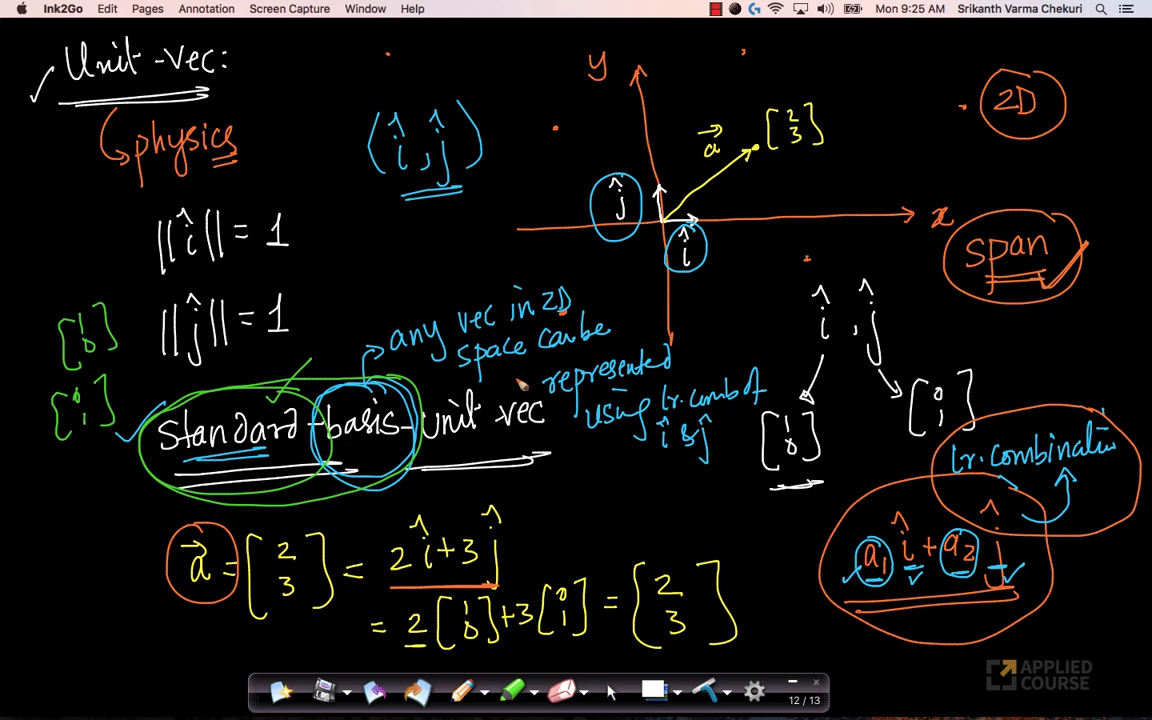 Ink2Go File Edit Pages Annotation Screen Capture Window Help Mon 9:25 AM Srikanth Varma Chekuri
Unit-vec:
physics
(î, ĵ)
y
a⃗ [2 3]
2D
ĵ
î
x
span
||î|| = 1
||ĵ|| = 1
[1 0]
[0 1]
any vec in 2D
space can be
represented
using lr. comb of
î & ĵ
î, ĵ
[1 0]
[0 1]
standard-basis-unit-vec
lr. combination
a⃗ = [2 3] = 2î + 3ĵ
= 2 [1 0] + 3 [0 1] = [2 3]
a₁ î + a₂ ĵ
APPLIED
COURSE
12 / 13